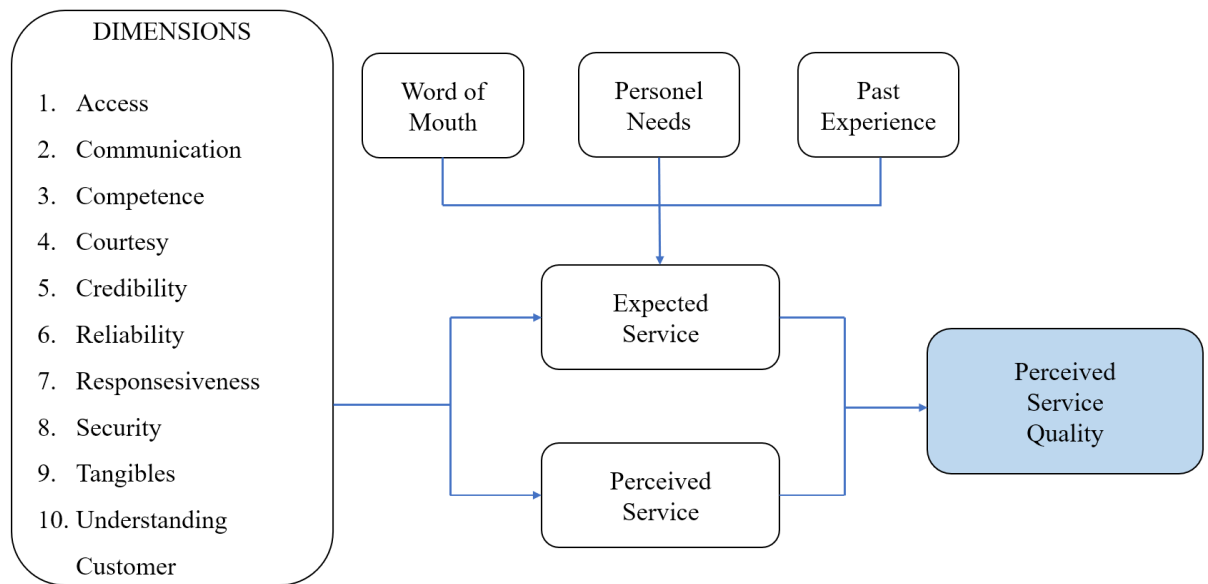 DIMENSIONS
1. Access
2. Communication
3. Competence
4. Courtesy
5. Credibility
6. Reliability
7. Responsesiveness
8. Security
9. Tangibles
10. Understanding
Customer
Word of
Mouth
Personel
Needs
Past
Experience
Expected
Service
Perceived
Service
Perceived
Service
Quality